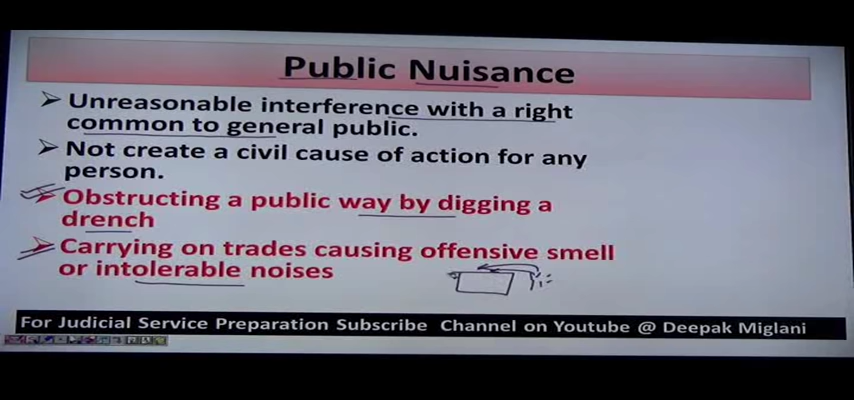 Public Nuisance
Unreasonable interference with a right
common to general public.
Not create a civil cause of action for any
person.
Obstructing a public way by digging a
drench
Carrying on trades causing offensive smell
or intolerable noises
For Judicial Service Preparation Subscribe Channel on Youtube @ Deepak Miglani